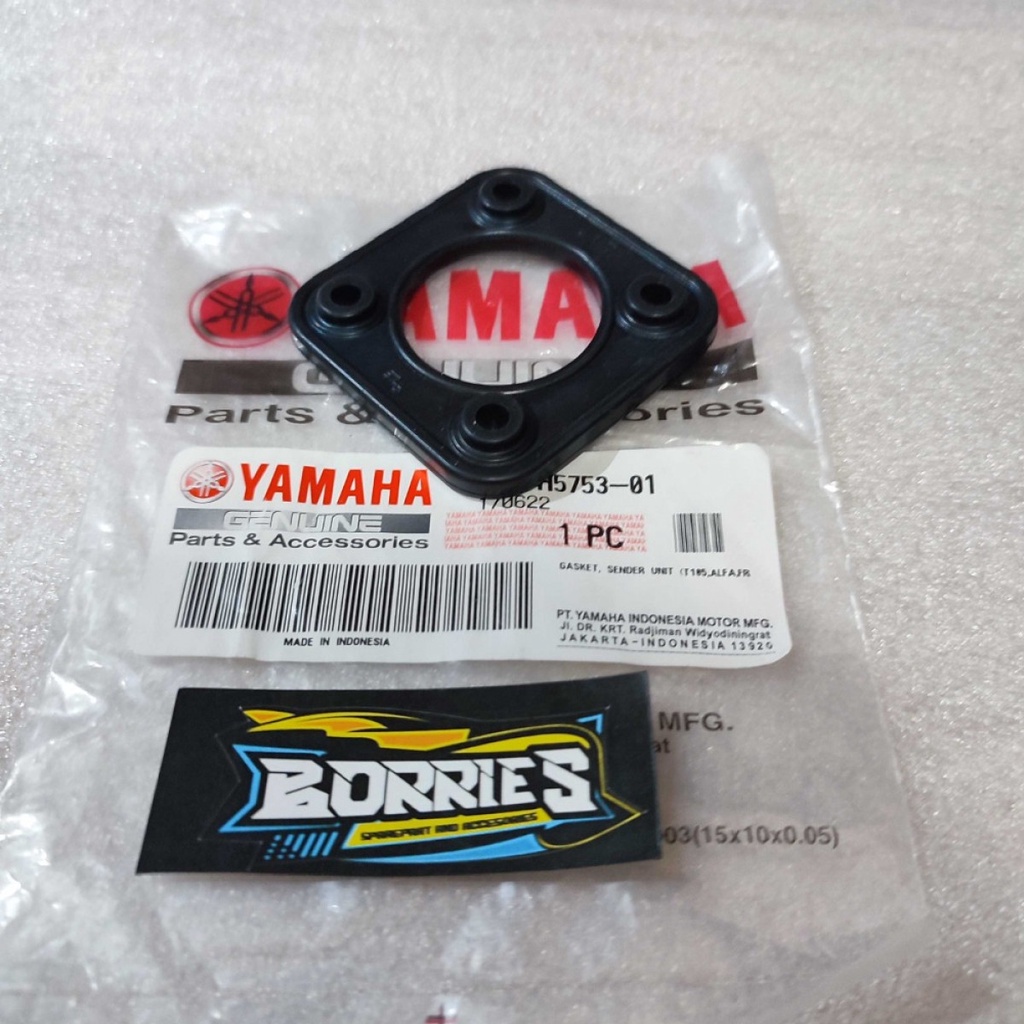 YAMAHA
GENUINE
Parts & Accessories
YAMAHA
GENUINE
Parts & Accessories
H5753-01
170622
1 PC
GASKET, SENDER UNIT (T105,ALFA,FR
MADE IN INDONESIA
PT. YAMAHA INDONESIA MOTOR MFG.
Jl. DR. KRT. Radjiman Widyodiningrat
JAKARTA-INDONESIA 13920
MFG.
at
BORRIES
SPAREPART AND ACCESSORIES
03(15x10x0.05)